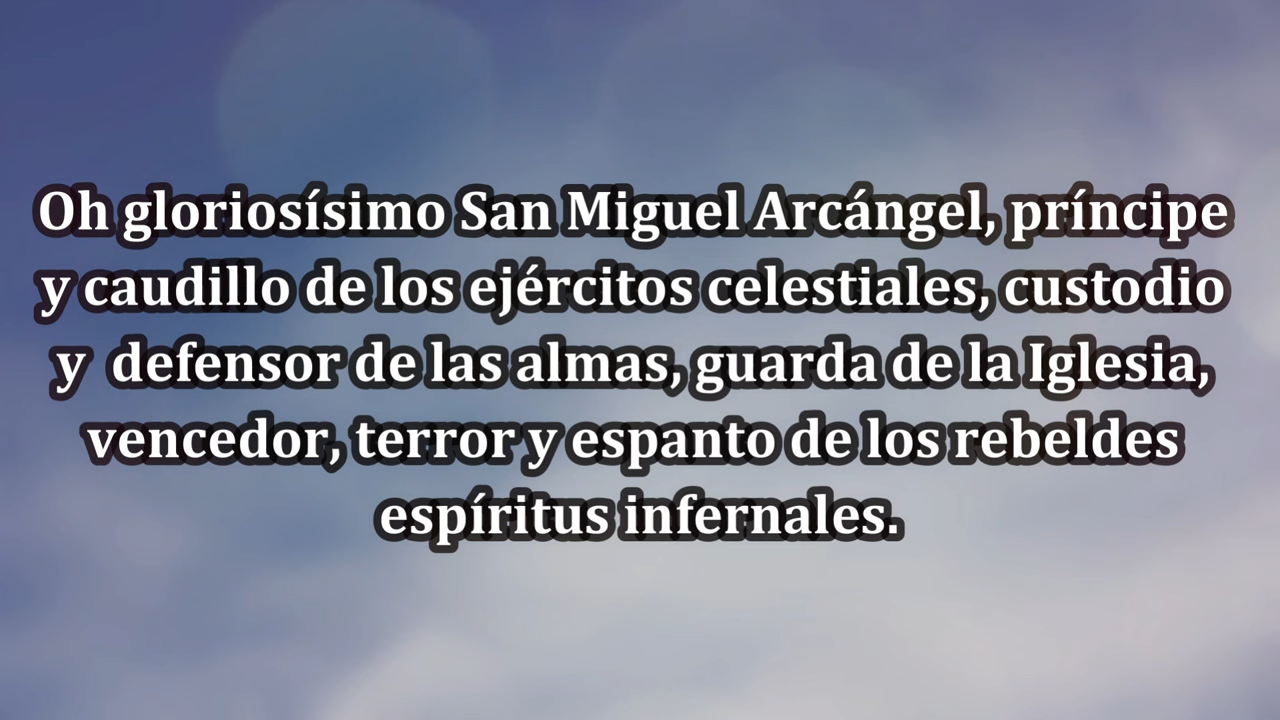 Oh gloriosísimo San Miguel Arcángel, príncipe
y caudillo de los ejércitos celestiales, custodio
y defensor de las almas, guarda de la Iglesia,
vencedor, terror y espanto de los rebeldes
espíritus infernales.